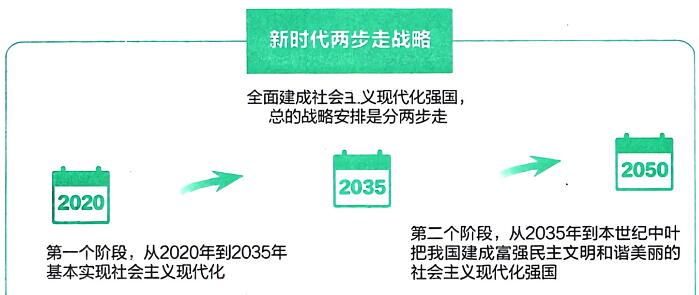 新时代两步走战略
全面建成社会主义现代化强国，
总的战略安排是分两步走
2020
2035
2050
第一个阶段，从2020年到2035年
基本实现社会主义现代化
第二个阶段，从2035年到本世纪中叶
把我国建成富强民主文明和谐美丽的
社会主义现代化强国